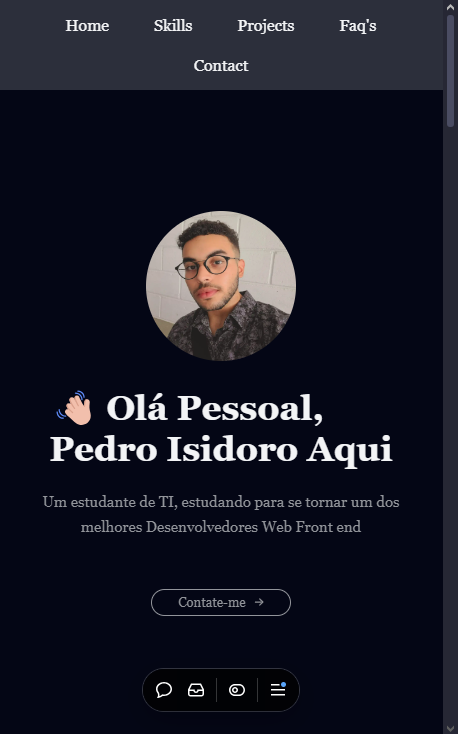 Home Skills Projects Faq's
Contact
Olá Pessoal,
Pedro Isidoro Aqui
Um estudante de TI, estudando para se tornar um dos
melhores Desenvolvedores Web Front end
Contate-me